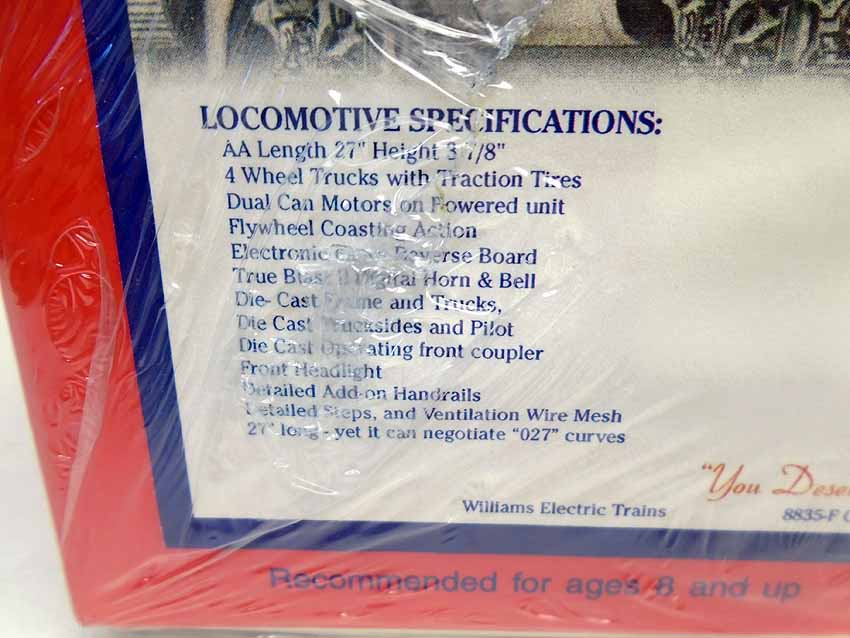 LOCOMOTIVE SPECIFICATIONS:
AA Length 27" Height 3 7/8"
4 Wheel Trucks with Traction Tires
Dual Can Motors on Powered unit
Flywheel Coasting Action
Electronic Reverse Board
True Blast II Digital Horn & Bell
Die- Cast Frame and Trucks,
Die Cast Trucksides and Pilot
Die Cast Operating front coupler
Front Headlight
Detailed Add-on Handrails
Detailed Steps, and Ventilation Wire Mesh
27" long - yet it can negotiate "027" curves
"You Dese
Williams Electric Trains
8835-F
Recommended for ages 8 and up